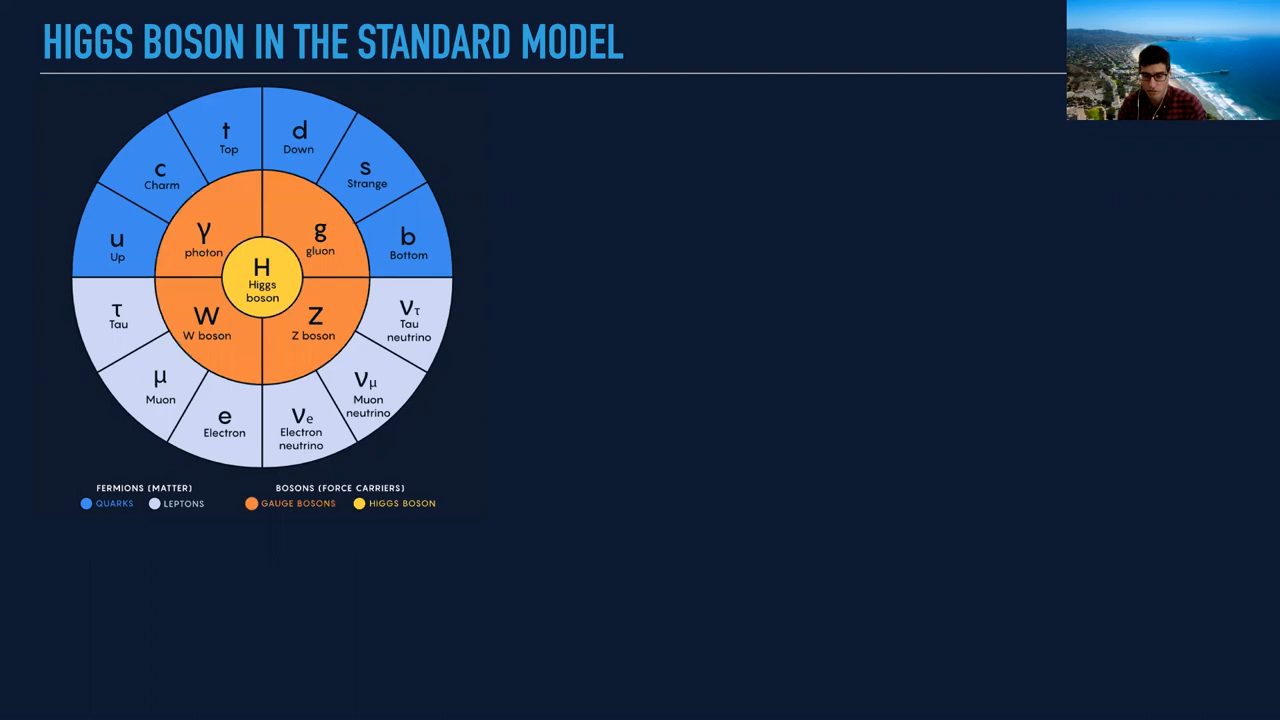 HIGGS BOSON IN THE STANDARD MODEL
t
Top
d
Down
c
Charm
s
Strange
u
Up
γ
photon
g
gluon
b
Bottom
H
Higgs
boson
τ
Tau
W
W boson
Z
Z boson
ντ
Tau
neutrino
μ
Muon
νμ
Muon
neutrino
e
Electron
νe
Electron
neutrino
FERMIONS (MATTER)
QUARKS
LEPTONS
BOSONS (FORCE CARRIERS)
GAUGE BOSONS
HIGGS BOSON